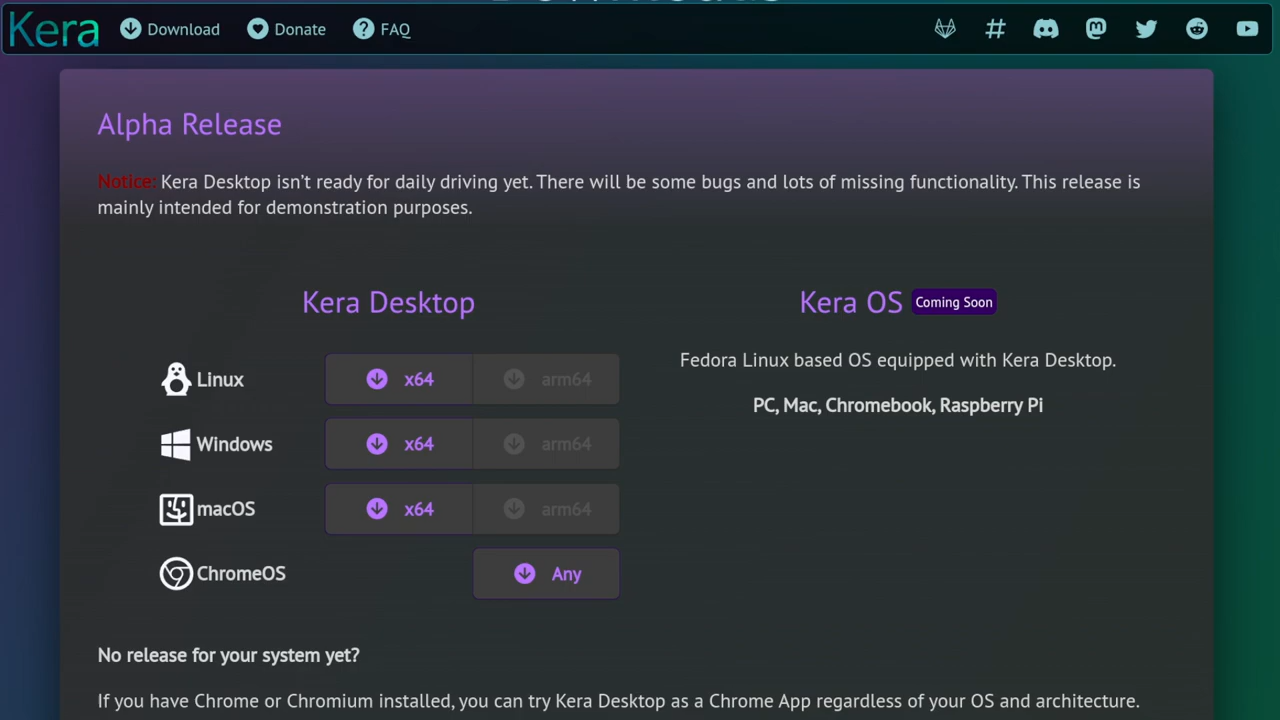 Kera Download Donate FAQ
Alpha Release
Notice: Kera Desktop isn't ready for daily driving yet. There will be some bugs and lots of missing functionality. This release is
mainly intended for demonstration purposes.
Kera Desktop
Linux x64 arm64
Windows x64 arm64
macOS x64 arm64
ChromeOS Any
Kera OS Coming Soon
Fedora Linux based OS equipped with Kera Desktop.
PC, Mac, Chromebook, Raspberry Pi
No release for your system yet?
If you have Chrome or Chromium installed, you can try Kera Desktop as a Chrome App regardless of your OS and architecture.